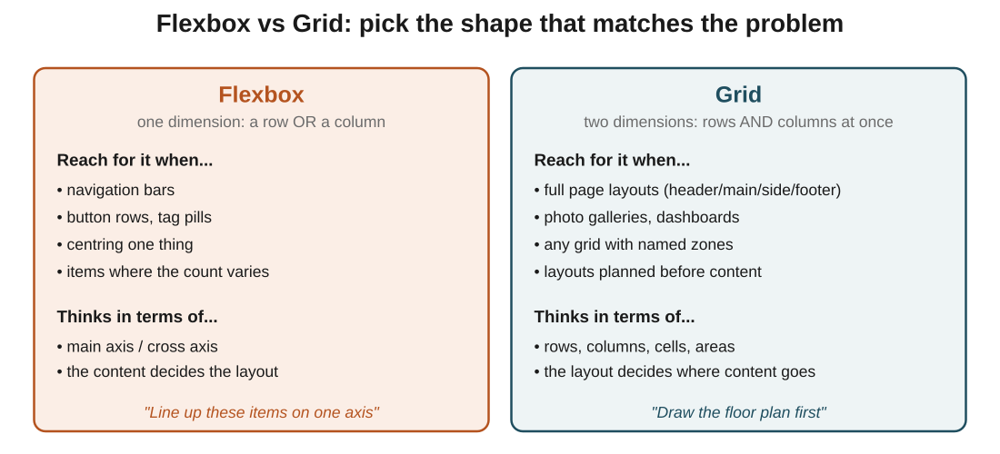 Flexbox vs Grid: pick the shape that matches the problem
Flexbox
one dimension: a row OR a column
Reach for it when...
• navigation bars
• button rows, tag pills
• centring one thing
• items where the count varies
Thinks in terms of...
• main axis / cross axis
• the content decides the layout
"Line up these items on one axis"
Grid
two dimensions: rows AND columns at once
Reach for it when...
• full page layouts (header/main/side/footer)
• photo galleries, dashboards
• any grid with named zones
• layouts planned before content
Thinks in terms of...
• rows, columns, cells, areas
• the layout decides where content goes
"Draw the floor plan first"